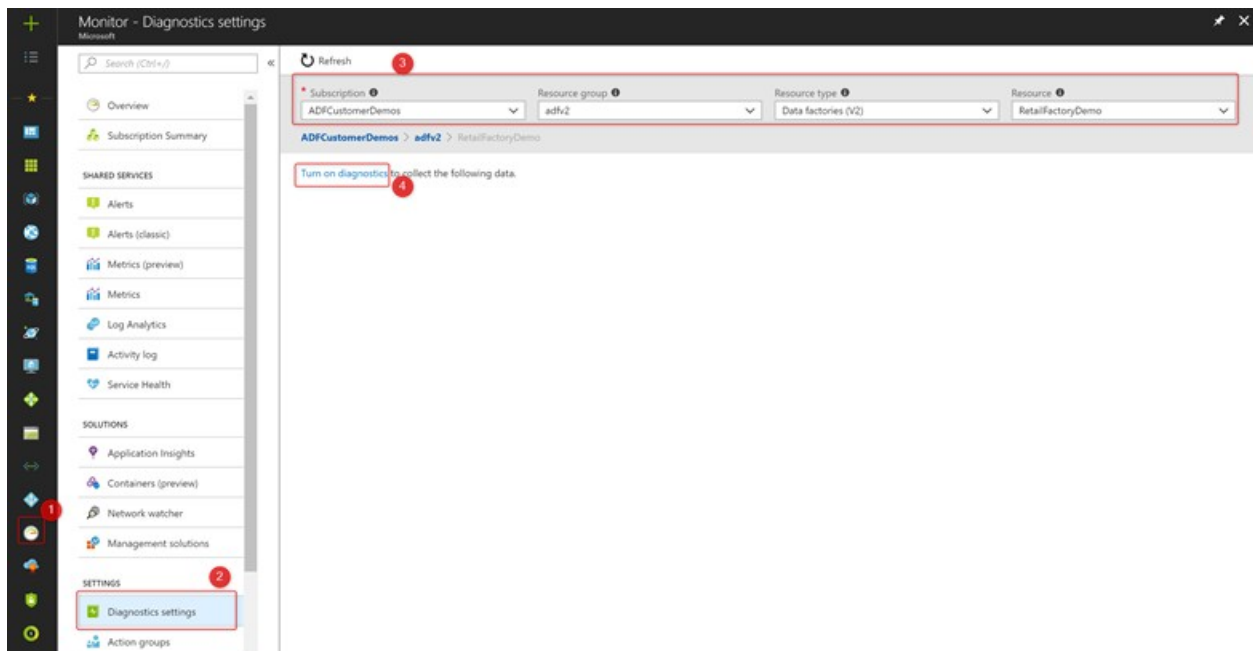 Monitor - Diagnostics settings
Microsoft
Search (Ctrl+/)
«
Overview
Subscription Summary
SHARED SERVICES
Alerts
Alerts (classic)
Metrics (preview)
Metrics
Log Analytics
Activity log
Service Health
SOLUTIONS
Application Insights
Containers (preview)
Network watcher
Management solutions
SETTINGS
Diagnostics settings
Action groups
1
2
Refresh
3
* Subscription
Resource group
Resource type
Resource
ADFCustomerDemos
adfv2
Data factories (V2)
RetailFactoryDemo
ADFCustomerDemos > adfv2 > RetailFactoryDemo
Turn on diagnostics to collect the following data.
4